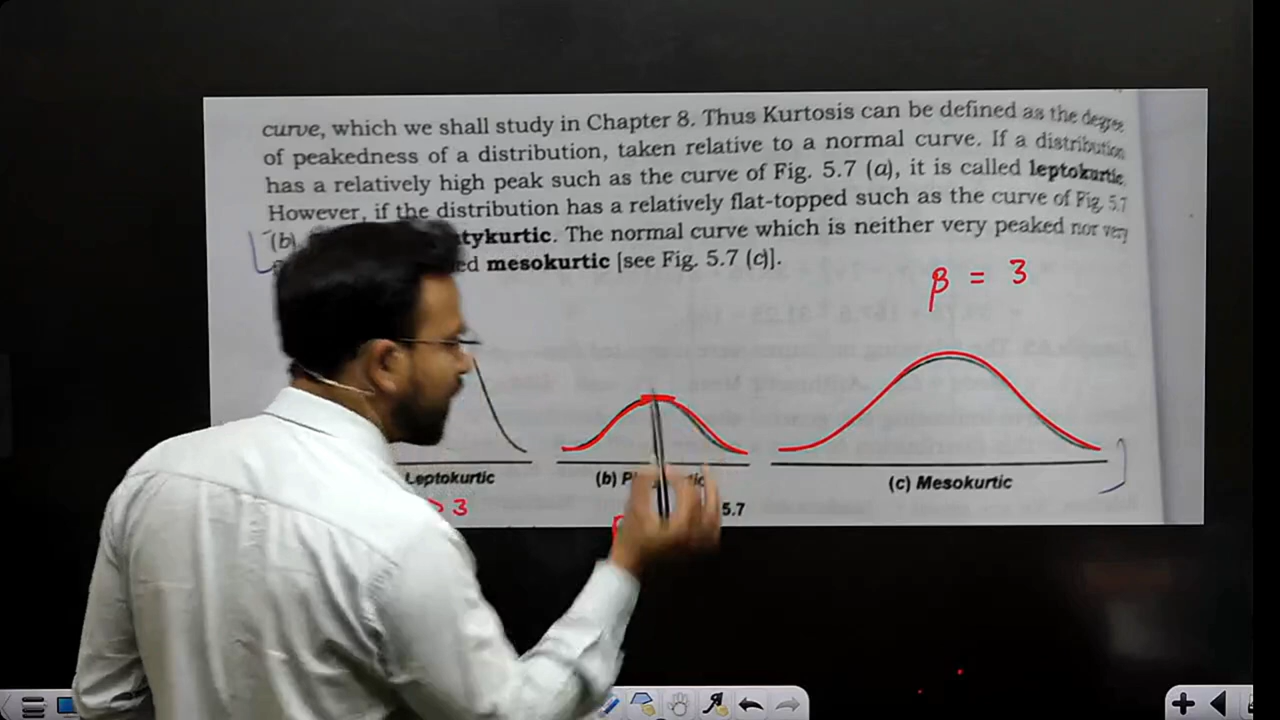 curve, which we shall study in Chapter 8. Thus Kurtosis can be defined as the degree
of peakedness of a distribution, taken relative to a normal curve. If a distribution
has a relatively high peak such as the curve of Fig. 5.7 (a), it is called leptokurtic.
However, if the distribution has a relatively flat-topped such as the curve of Fig. 5.7
(b) tykurtic. The normal curve which is neither very peaked nor very
ed mesokurtic [see Fig. 5.7 (c)].
β = 3
Leptokurtic
(b) P
(c) Mesokurtic
> 3
5.7